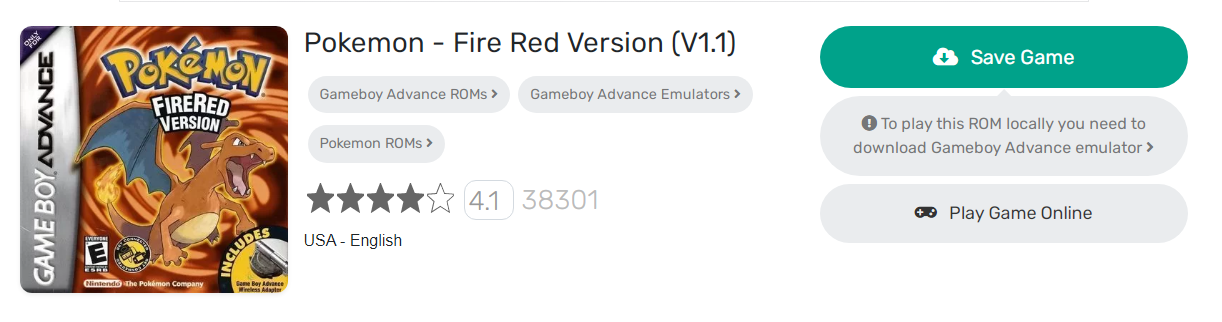 Pokemon - Fire Red Version (V1.1)
Gameboy Advance ROMs
Gameboy Advance Emulators
Pokemon ROMs
4.1
38301
USA - English
Save Game
To play this ROM locally you need to
download Gameboy Advance emulator
Play Game Online
ONLY
FOR
GAME BOY ADVANCE
POKéMON
FIRERED
VERSION
EVERYONE
E
ESRB
Nintendo
The Pokémon Company
INCLUDES
Game Boy Advance
Wireless Adapter